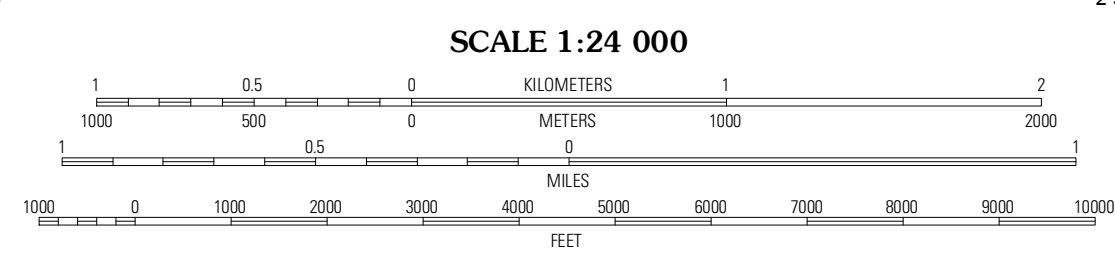 SCALE 1:24 000
1 0.5 0 KILOMETERS 1 2
1000 500 0 METERS 1000 2000
1 0.5 0 1
MILES
1000 0 1000 2000 3000 4000 5000 6000 7000 8000 9000 10000
FEET